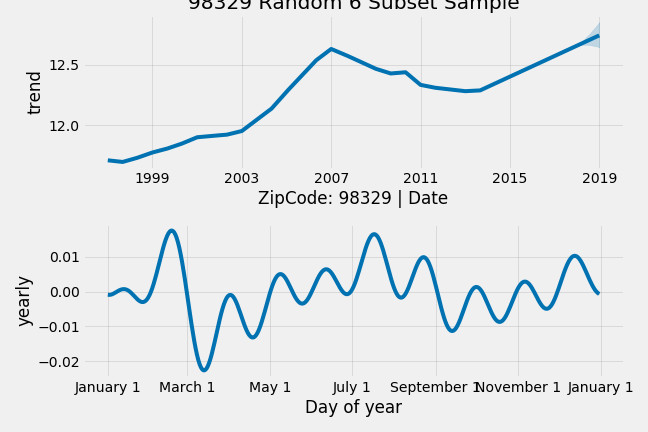 98329 Random 6 Subset Sample
trend
12.5
12.0
1999 2003 2007 2011 2015 2019
ZipCode: 98329 | Date
yearly
0.01
0.00
−0.01
−0.02
January 1 March 1 May 1 July 1 September 1 November 1 January 1
Day of year